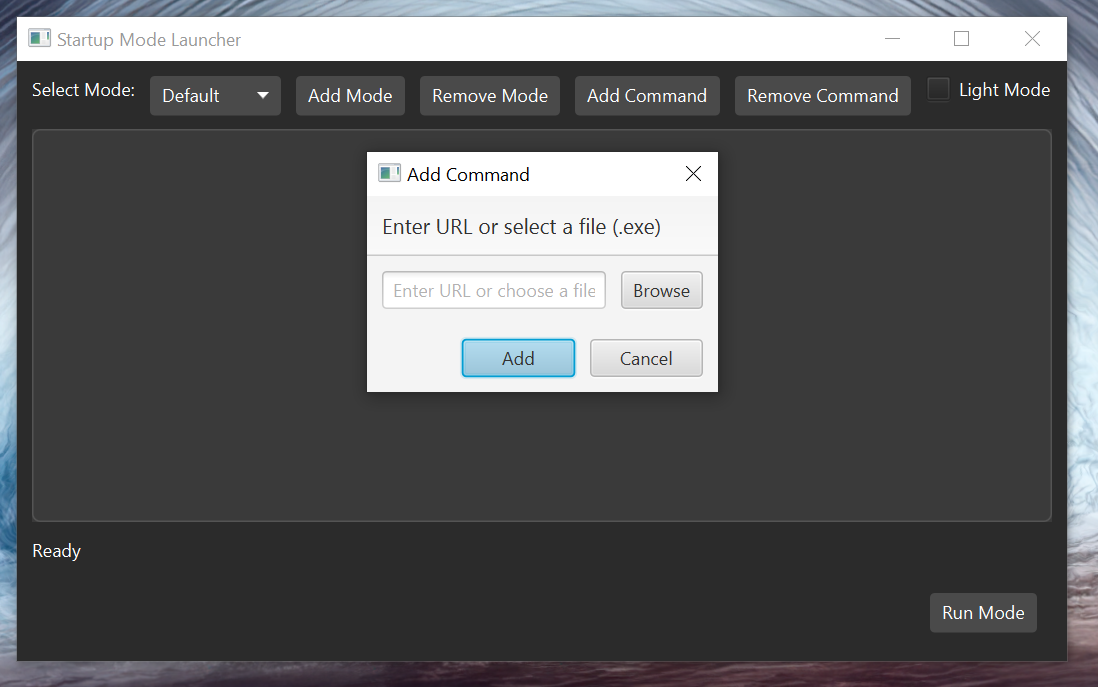 Startup Mode Launcher
Select Mode: Default Add Mode Remove Mode Add Command Remove Command Light Mode
Add Command
Enter URL or select a file (.exe)
Enter URL or choose a file Browse
Add Cancel
Ready
Run Mode